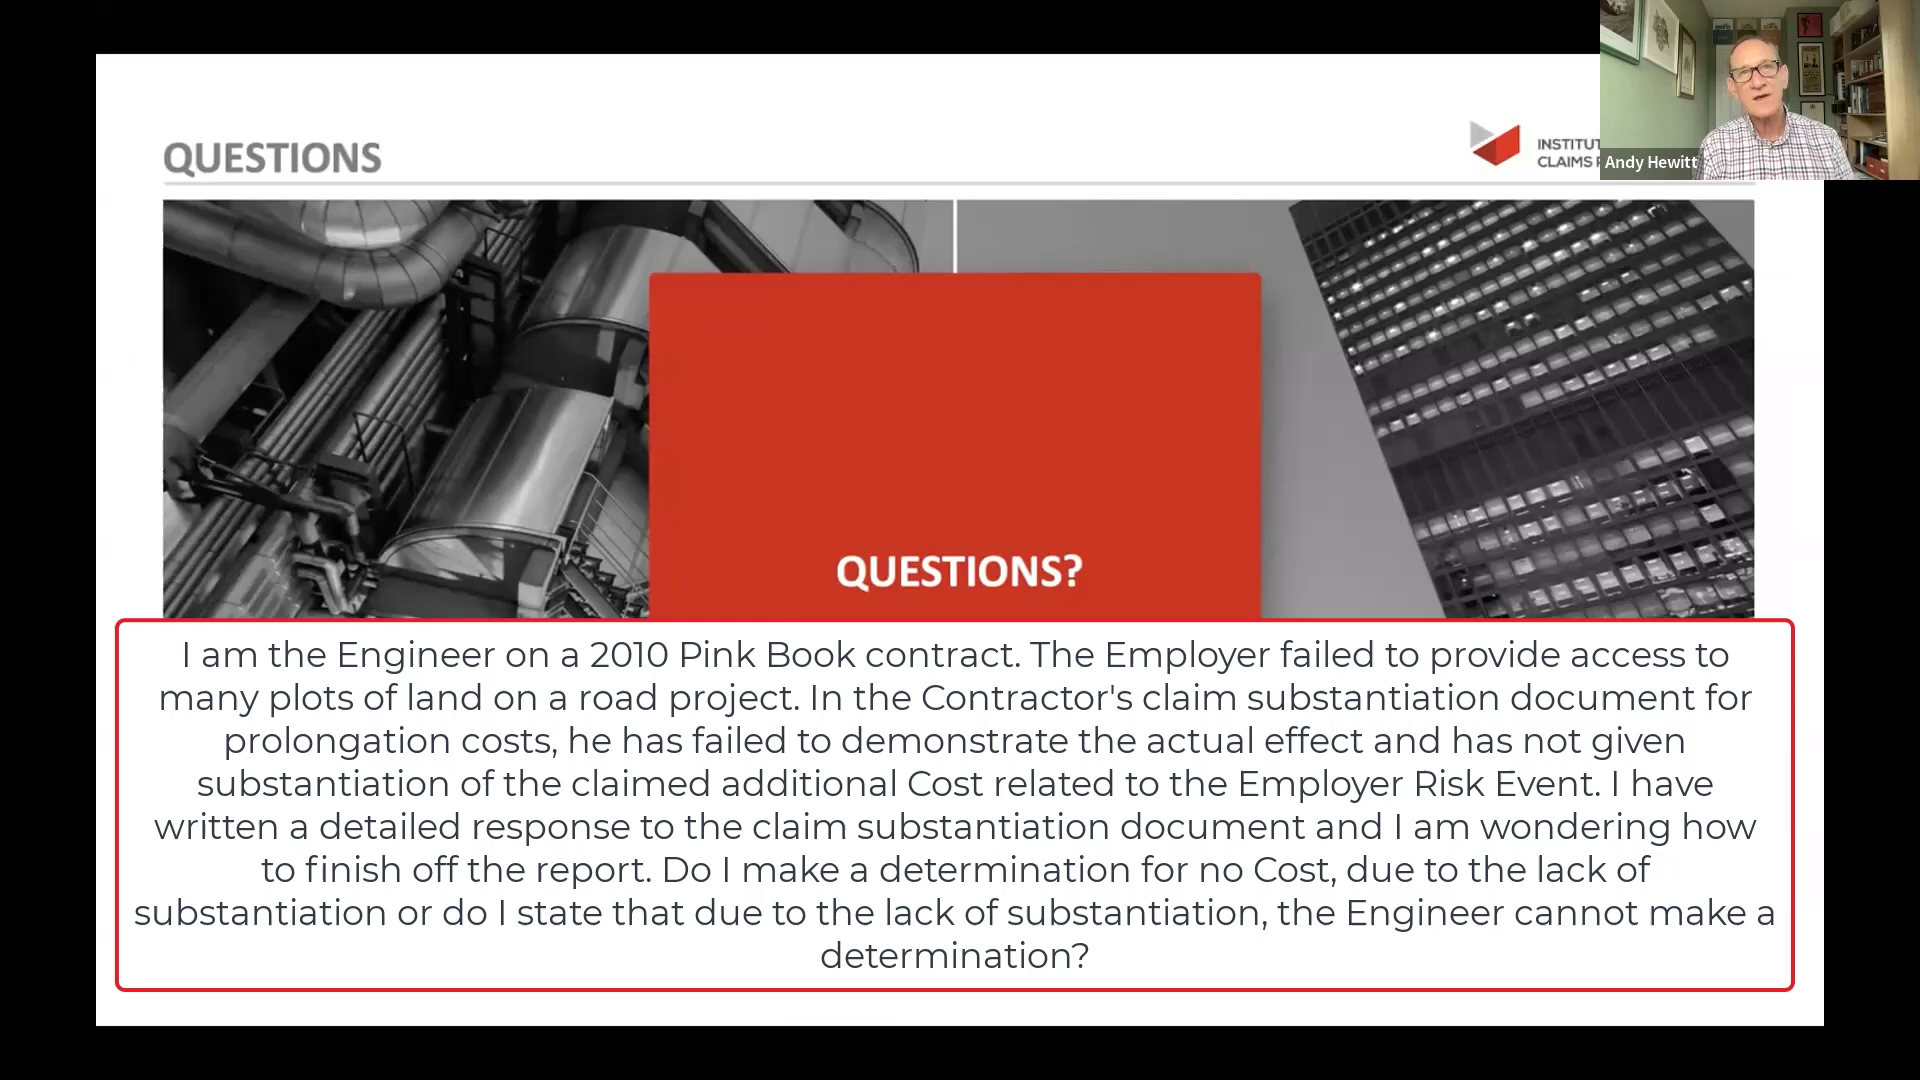 QUESTIONS
INSTITUT
CLAIMS
Andy Hewitt
QUESTIONS?
I am the Engineer on a 2010 Pink Book contract. The Employer failed to provide access to
many plots of land on a road project. In the Contractor's claim substantiation document for
prolongation costs, he has failed to demonstrate the actual effect and has not given
substantiation of the claimed additional Cost related to the Employer Risk Event. I have
written a detailed response to the claim substantiation document and I am wondering how
to finish off the report. Do I make a determination for no Cost, due to the lack of
substantiation or do I state that due to the lack of substantiation, the Engineer cannot make a
determination?